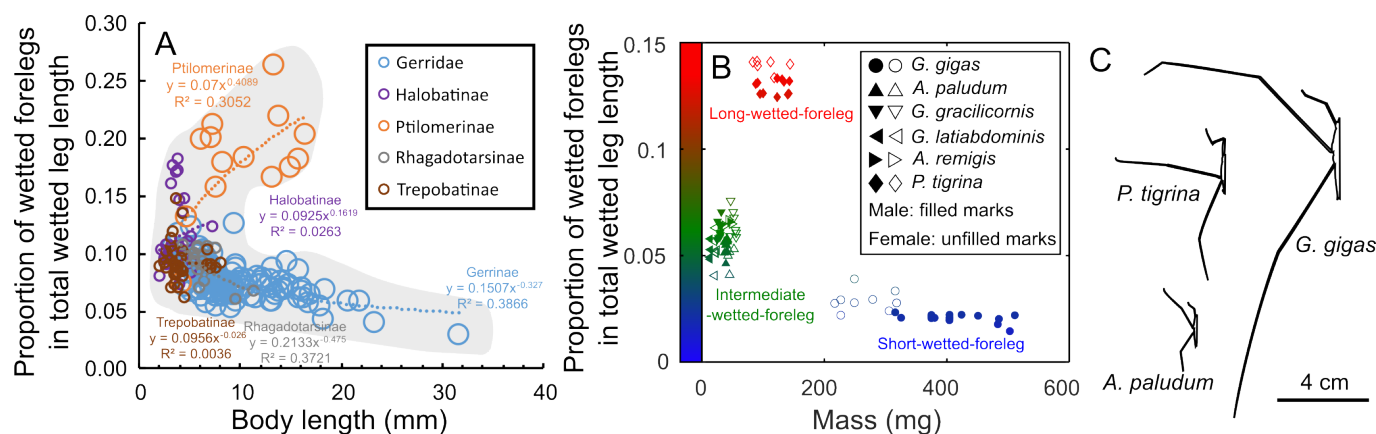 Proportion of wetted forelegs
in total wetted leg length
0.30
0.25
0.20
0.15
0.10
0.05
0.00
0
10
20
30
40
Body length (mm)
A
Ptilomerinae
y = 0.07x^0.4089
R² = 0.3052
Gerridae
Halobatinae
Ptilomerinae
Rhagadotarsinae
Trepobatinae
Halobatinae
y = 0.0925x^0.1619
R² = 0.0263
Gerrinae
y = 0.1507x^-0.327
R² = 0.3866
Trepobatinae
y = 0.0956x^-0.026
R² = 0.0036
Rhagadotarsinae
y = 0.2133x^-0.475
R² = 0.3721
Proportion of wetted forelegs
in total wetted leg length
0.15
0.1
0.05
0
0
200
400
600
Mass (mg)
B
Long-wetted-foreleg
Intermediate
-wetted-foreleg
Short-wetted-foreleg
G. gigas
A. paludum
G. gracilicornis
G. latiabdominis
A. remigis
P. tigrina
Male: filled marks
Female: unfilled marks
C
P. tigrina
G. gigas
A. paludum
4 cm